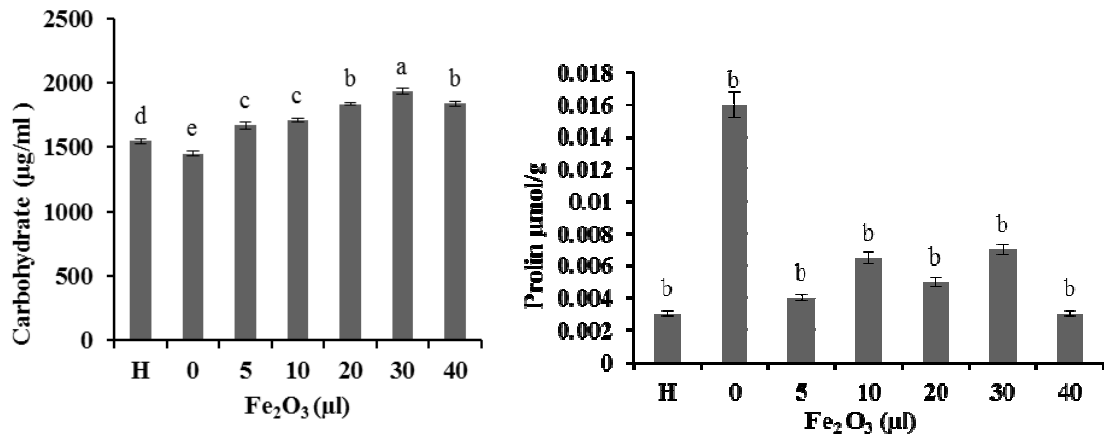 Carbohydrate (µg/ml )
2500
2000
1500
1000
500
0
d
e
c
c
b
a
b
H 0 5 10 20 30 40
Fe₂O₃ (µl)
Prolin µmol/g
0.018
0.016
0.014
0.012
0.01
0.008
0.006
0.004
0.002
0
b
b
b
b
b
b
b
H 0 5 10 20 30 40
Fe₂O₃ (µl)